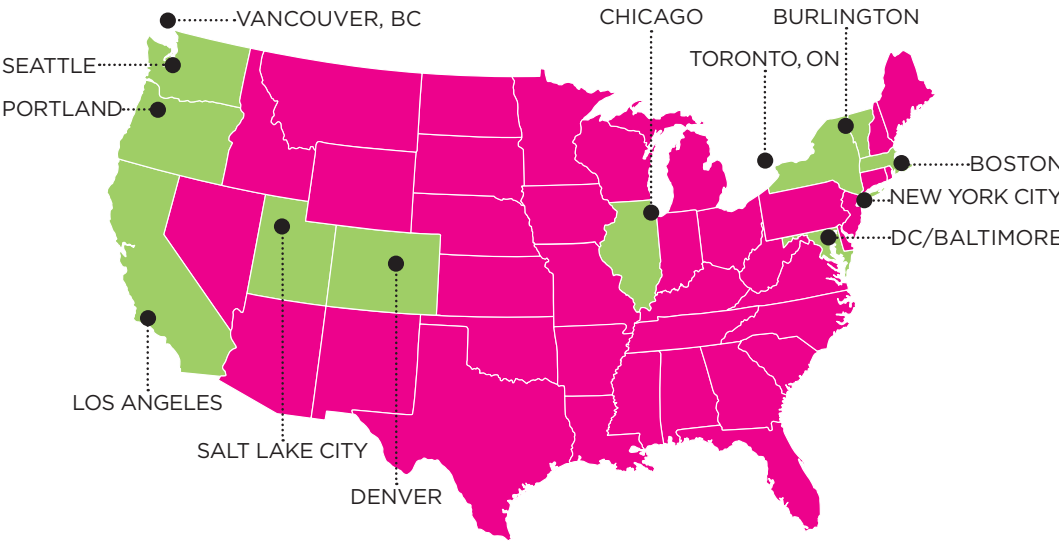 VANCOUVER, BC
CHICAGO
BURLINGTON
SEATTLE
TORONTO, ON
PORTLAND
BOSTON
NEW YORK CITY
DC/BALTIMORE
LOS ANGELES
SALT LAKE CITY
DENVER